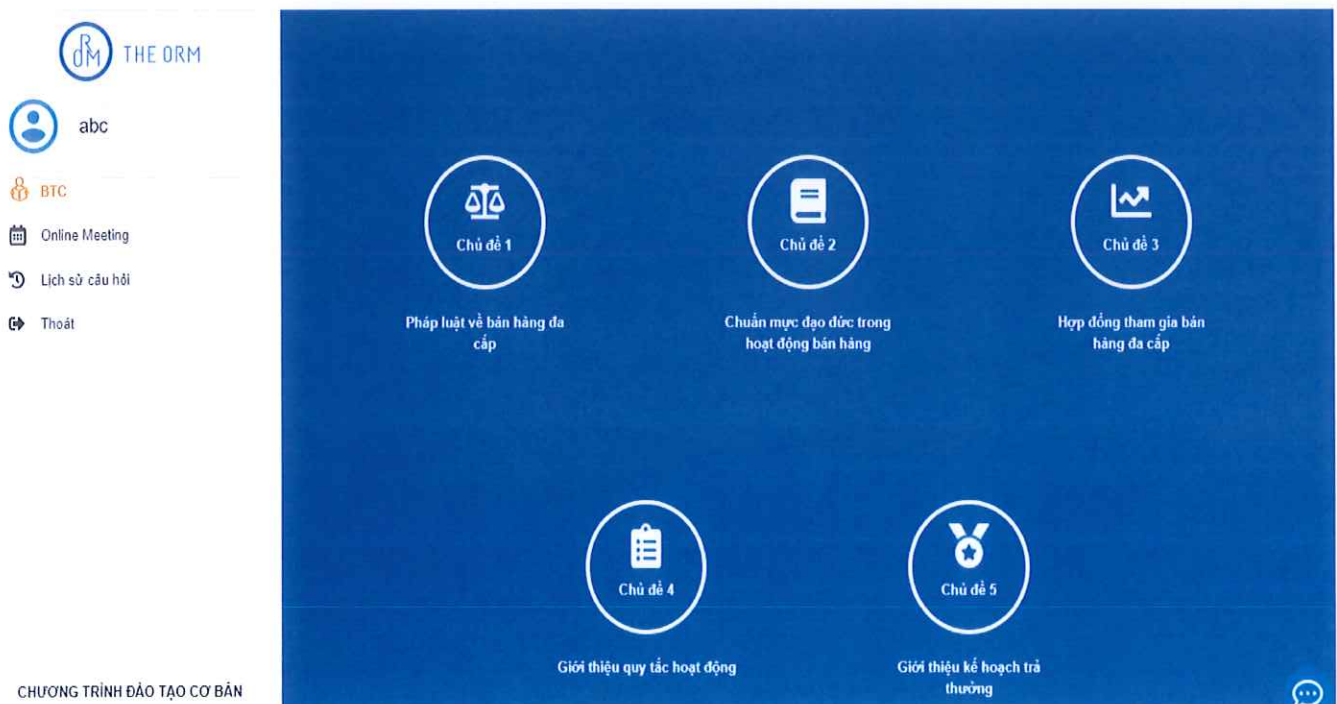 ORM THE ORM
abc
BTC
Online Meeting
Lịch sử câu hỏi
Thoát
CHƯƠNG TRÌNH ĐÀO TẠO CƠ BẢN
Chủ đề 1
Pháp luật về bán hàng đa
cấp
Chủ đề 2
Chuẩn mực đạo đức trong
hoạt động bán hàng
Chủ đề 3
Hợp đồng tham gia bán
hàng đa cấp
Chủ đề 4
Giới thiệu quy tắc hoạt động
Chủ đề 5
Giới thiệu kế hoạch trả
thưởng